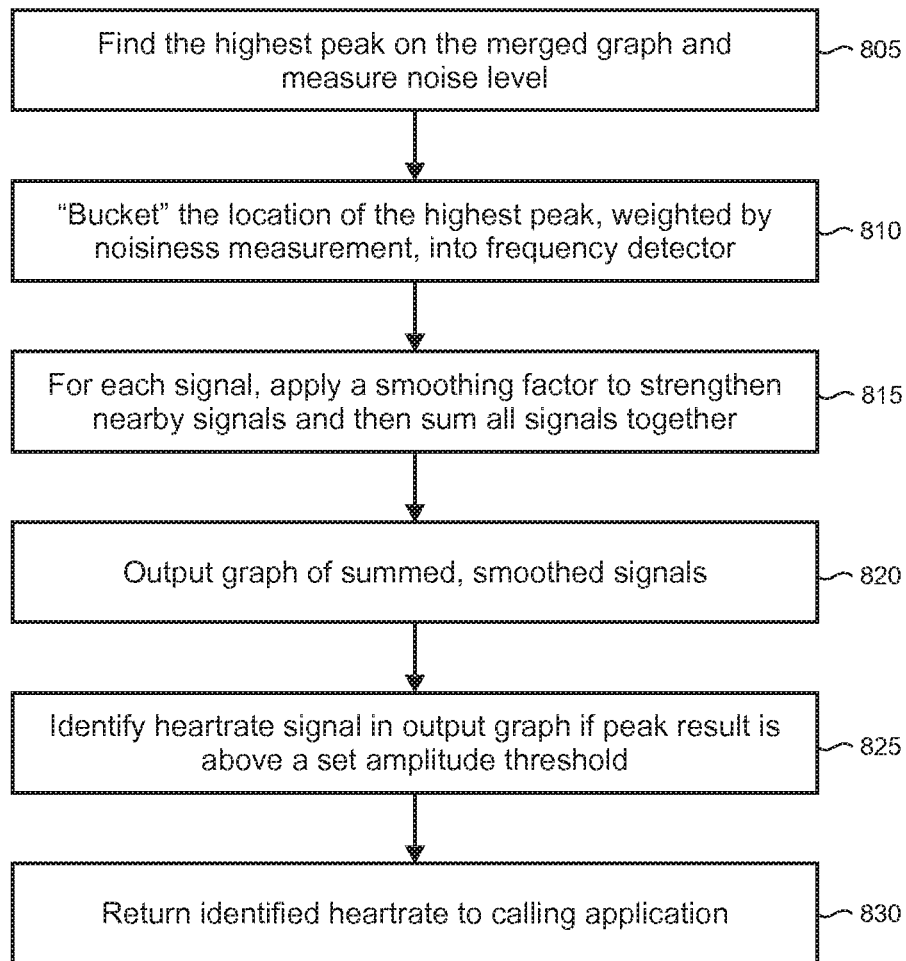 Find the highest peak on the merged graph and
measure noise level
805
“Bucket” the location of the highest peak, weighted by
noisiness measurement, into frequency detector
810
For each signal, apply a smoothing factor to strengthen
nearby signals and then sum all signals together
815
Output graph of summed, smoothed signals
820
Identify heartrate signal in output graph if peak result is
above a set amplitude threshold
825
Return identified heartrate to calling application
830